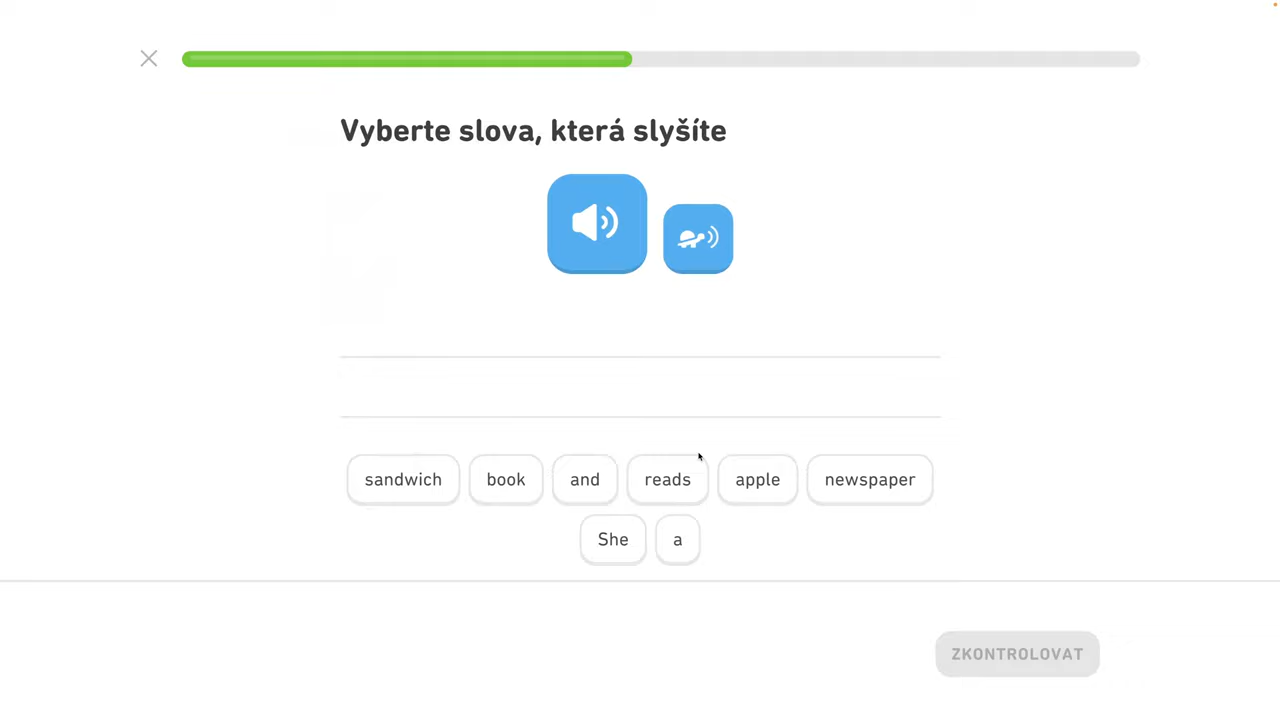 Vyberte slova, která slyšíte
sandwich book and reads apple newspaper
She a
ZKONTROLOVAT